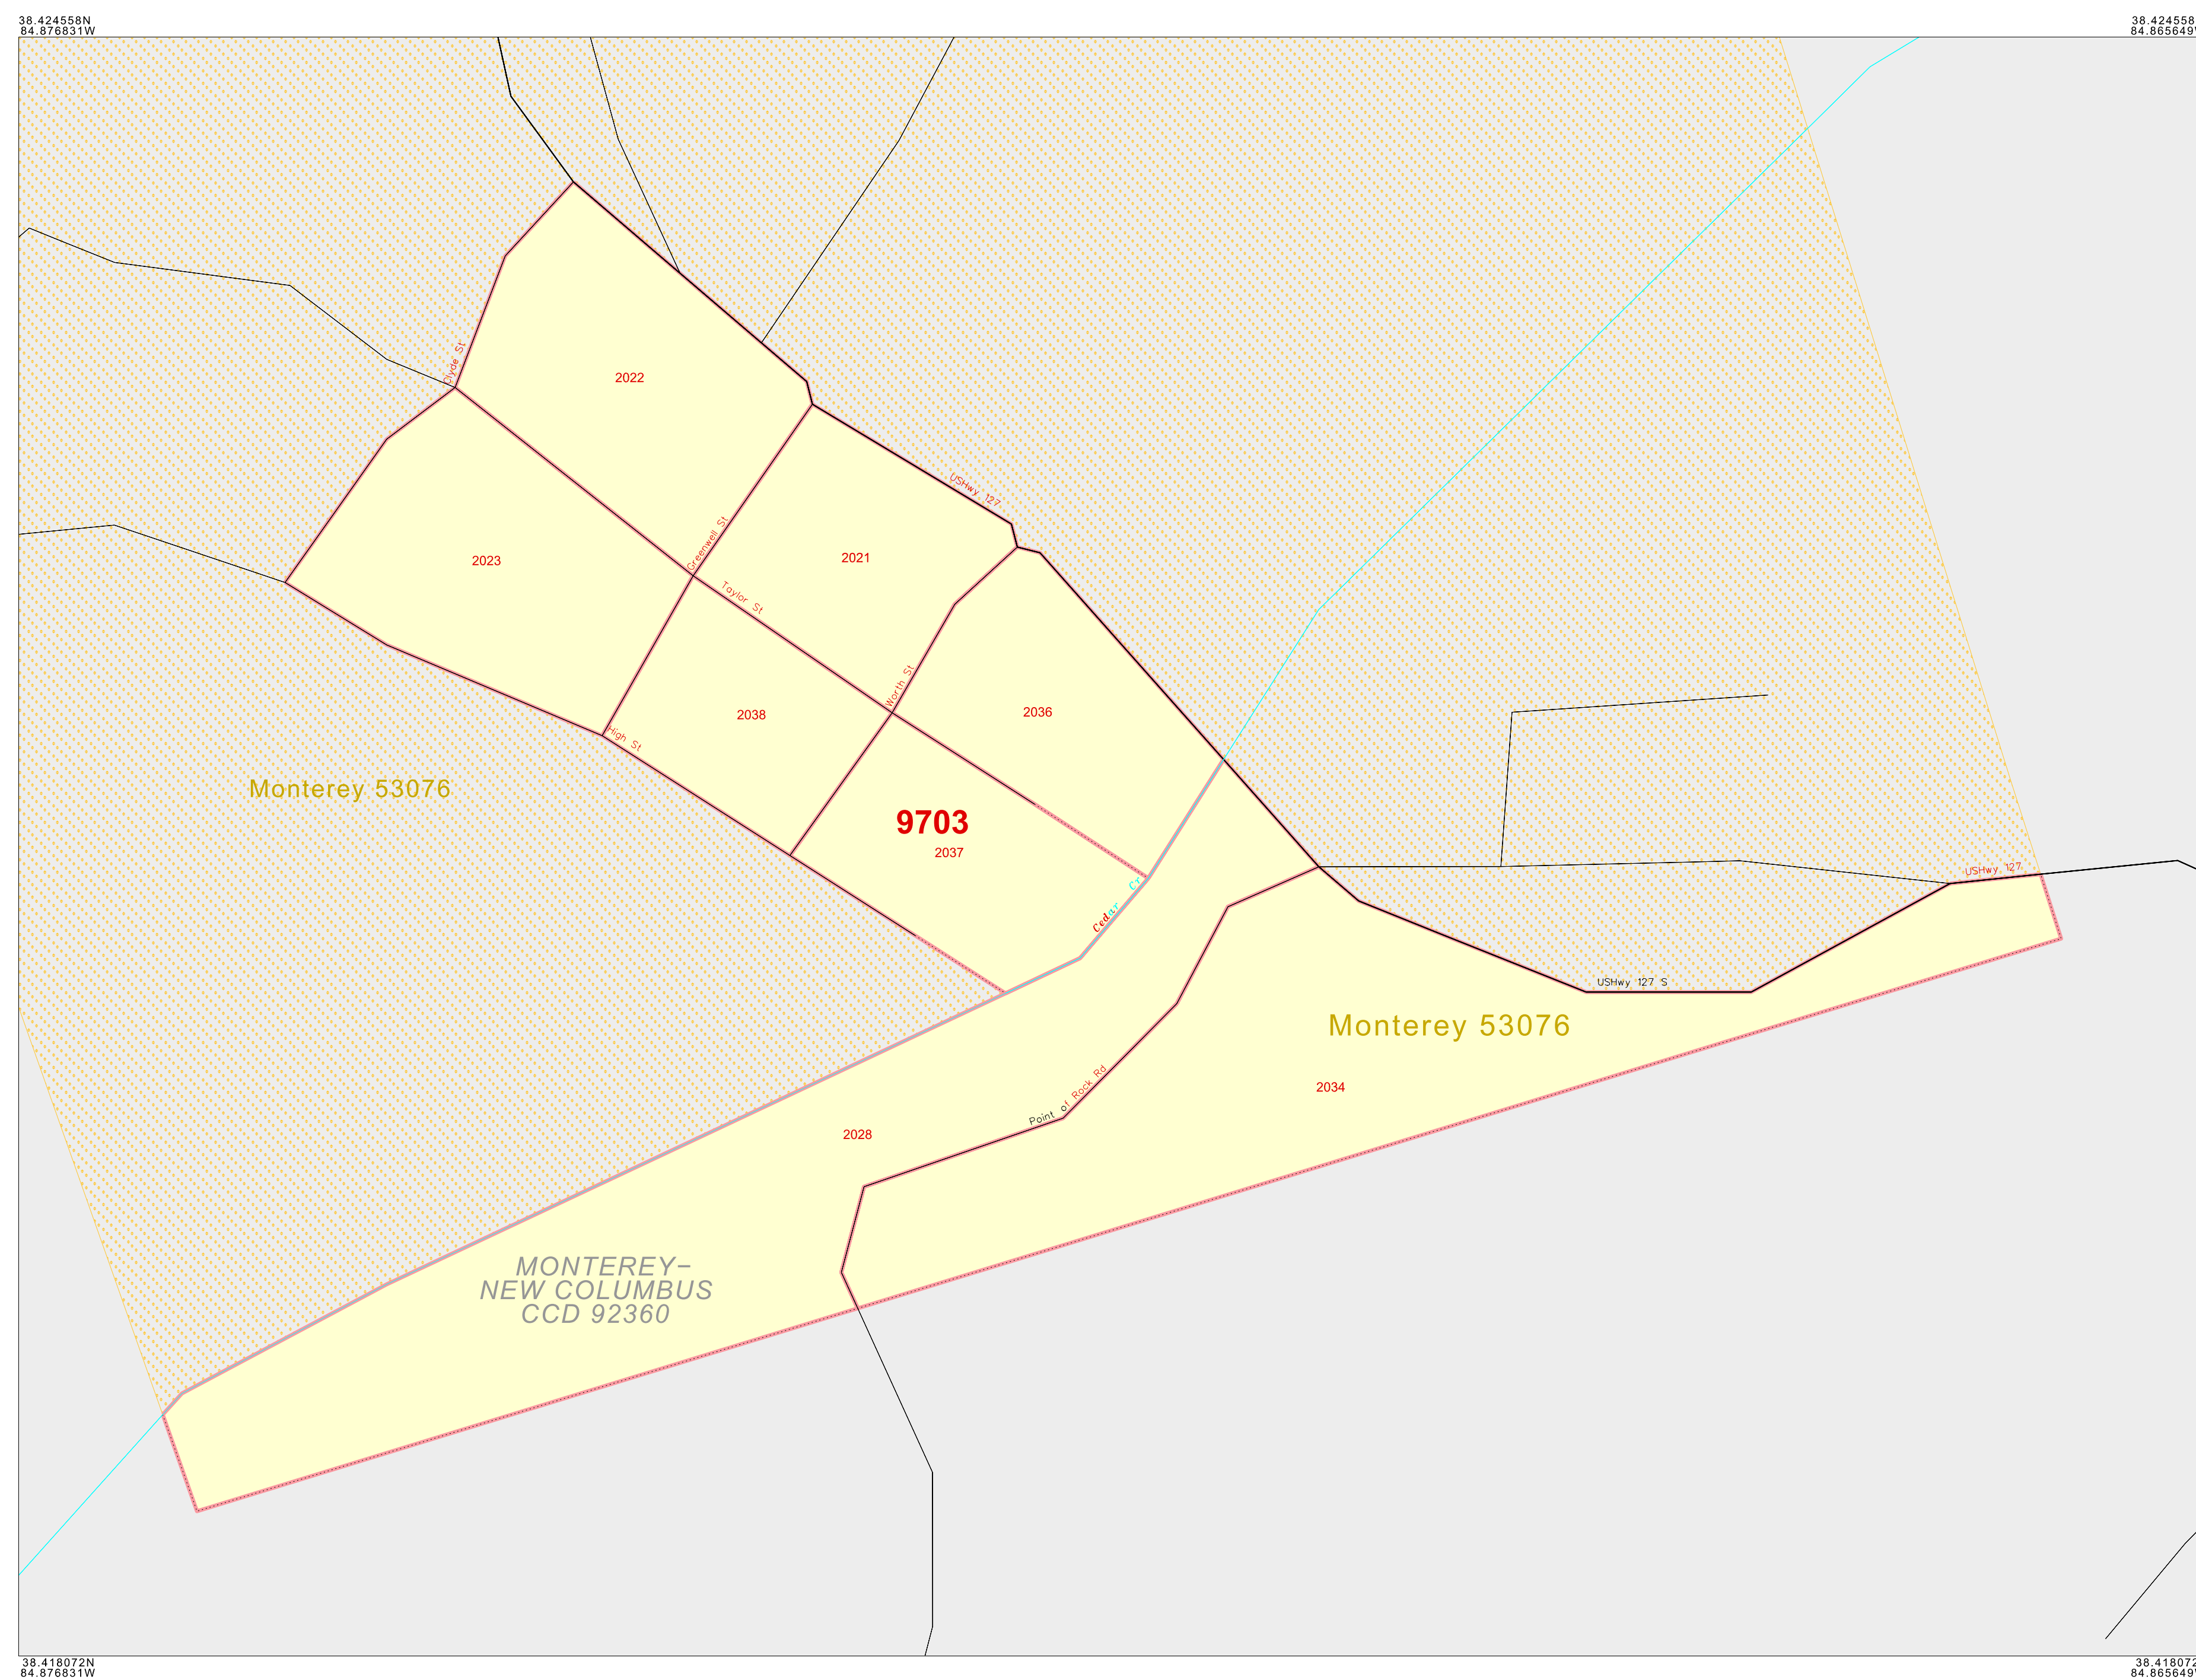 38.424558N
84.876831W
38.424558
84.865649W
Clyde St
2022
USHwy 127
Greenwell St
2023
2021
Taylor St
Worth St
2038
2036
High St
Monterey 53076
9703
2037
Cedar Cr
USHwy 127
USHwy 127 S
Monterey 53076
Point of Rock Rd
2034
2028
MONTEREY-
NEW COLUMBUS
CCD 92360
38.418072N
84.876831W
38.418072
84.865649W